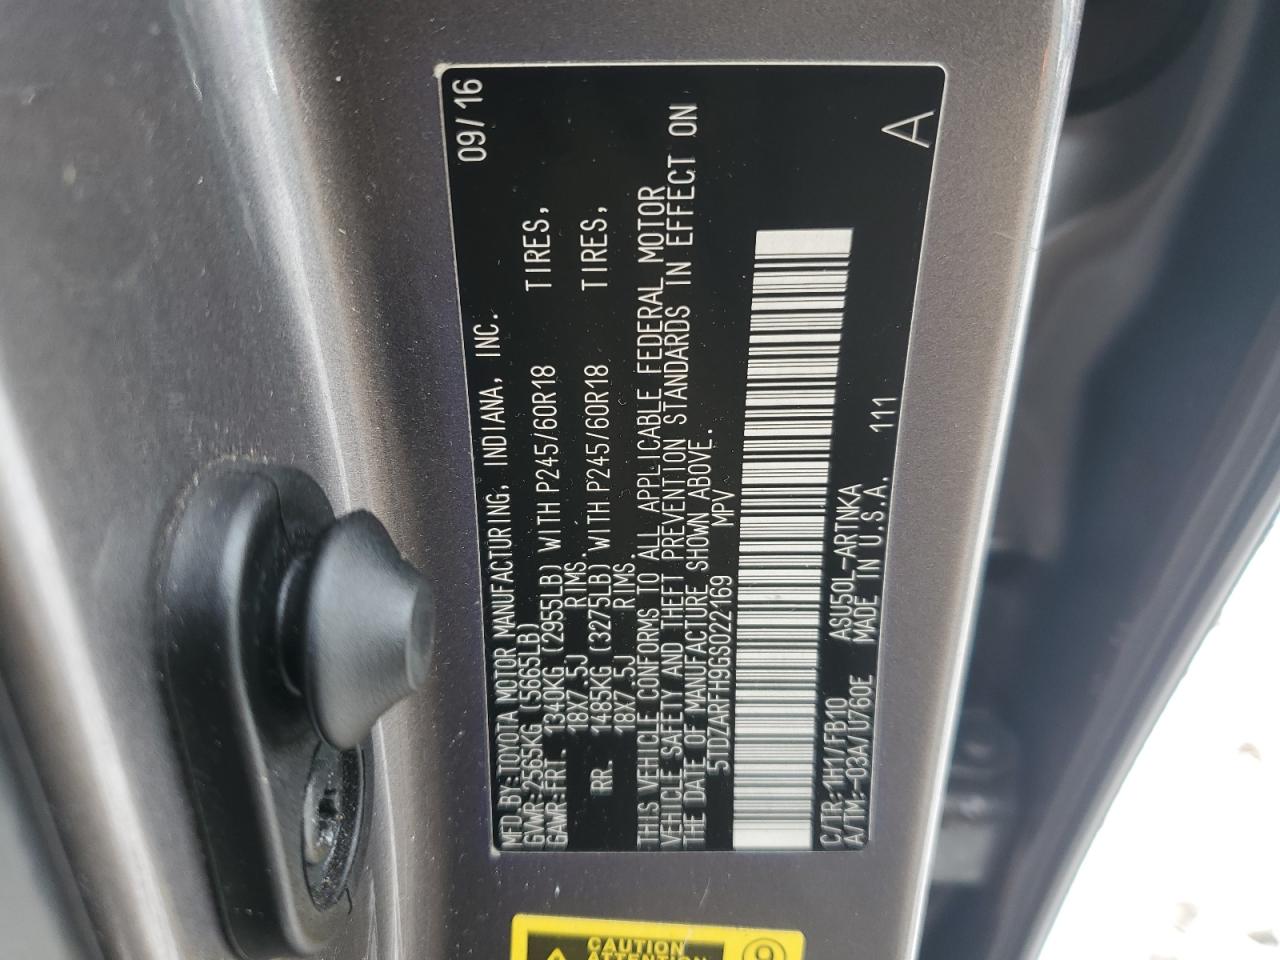 09/16
MFD.BY:TOYOTA MOTOR MANUFACTURING, INDIANA, INC.
GVWR:2565KG (5665LB)
GAWR:FRT. 1340KG (2955LB) WITH P245/60R18 TIRES,
18X7.5J RIMS.
RR. 1485KG (3275LB) WITH P245/60R18 TIRES,
18X7.5J RIMS.
THIS VEHICLE CONFORMS TO ALL APPLICABLE FEDERAL MOTOR
VEHICLE SAFETY AND THEFT PREVENTION STANDARDS IN EFFECT ON
THE DATE OF MANUFACTURE SHOWN ABOVE.
5TDZARFH9GS022169 MPV
C/TR:1H1/FB10 ASU50L-ARTNKA
A/TM:-03A/U760E MADE IN U.S.A. 111
A
CAUTION
ATTENTION